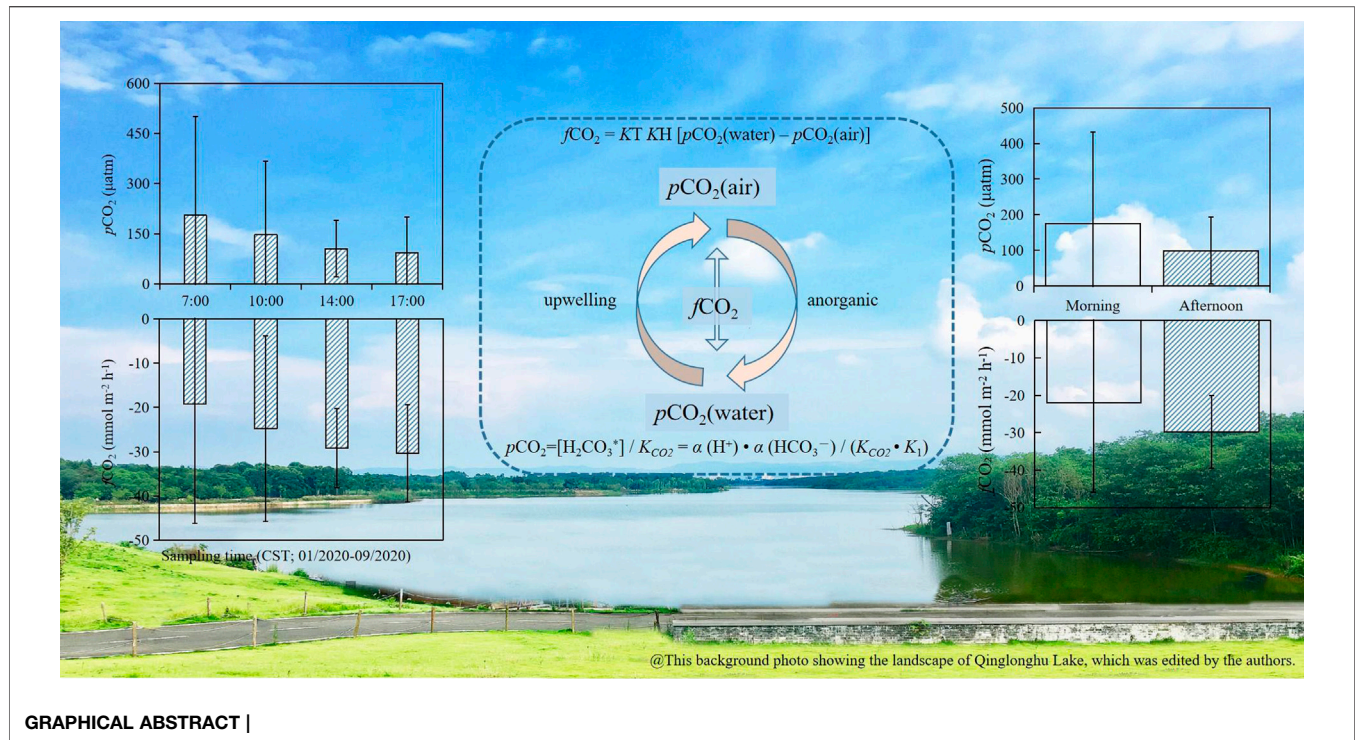 600
450
300
150
0
pCO₂ (µatm)
7:00 10:00 14:00 17:00
0
-10
-20
-30
-40
-50
fCO₂ (mmol m⁻² h⁻¹)
Sampling time (CST; 01/2020-09/2020)
fCO₂ = KT KH [pCO₂(water) – pCO₂(air)]
pCO₂(air)
upwelling
fCO₂
anorganic
pCO₂(water)
pCO₂=[H₂CO₃*] / K_CO2 = α (H⁺) • α (HCO₃⁻) / (K_CO2 • K₁)
500
400
300
200
100
0
pCO₂ (µatm)
Morning Afternoon
0
-10
-20
-30
-40
-50
fCO₂ (mmol m⁻² h⁻¹)
@This background photo showing the landscape of Qinglonghu Lake, which was edited by the authors.
GRAPHICAL ABSTRACT |